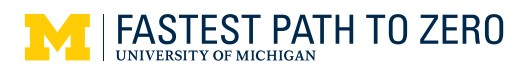 M FASTEST PATH TO ZERO
UNIVERSITY OF MICHIGAN